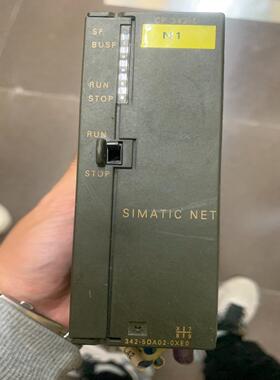 CP 342-5
SF
BUSF
N1
RUN
STOP
RUN
STOP
SIMATIC NET
342-5DA02-0XE0
X